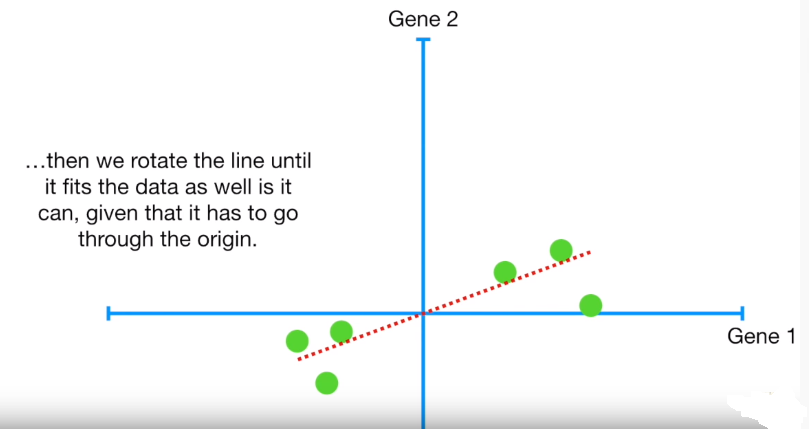 Gene 2
...then we rotate the line until
it fits the data as well is it
can, given that it has to go
through the origin.
Gene 1